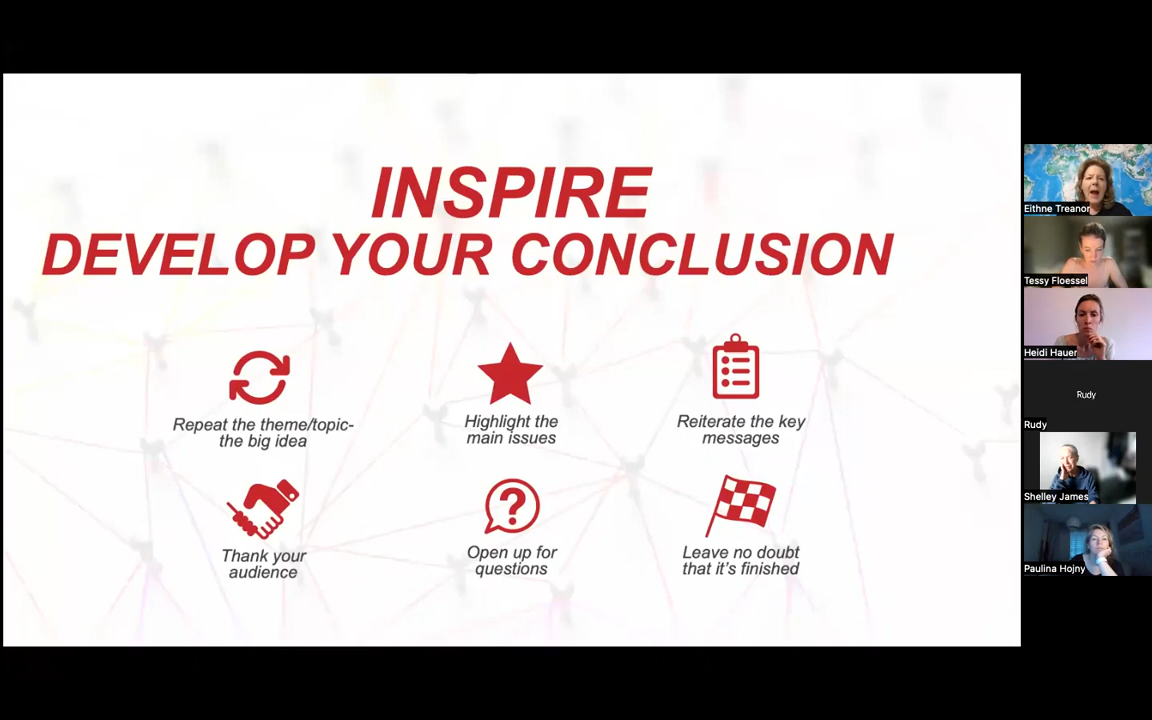 INSPIRE
DEVELOP YOUR CONCLUSION
Repeat the theme/topic-
the big idea
Highlight the
main issues
Reiterate the key
messages
Thank your
audience
?
Open up for
questions
Leave no doubt
that it's finished
Eithne Treanor
Tessy Floessel
Heidi Hauer
Rudy
Rudy
Shelley James
Paulina Hojny